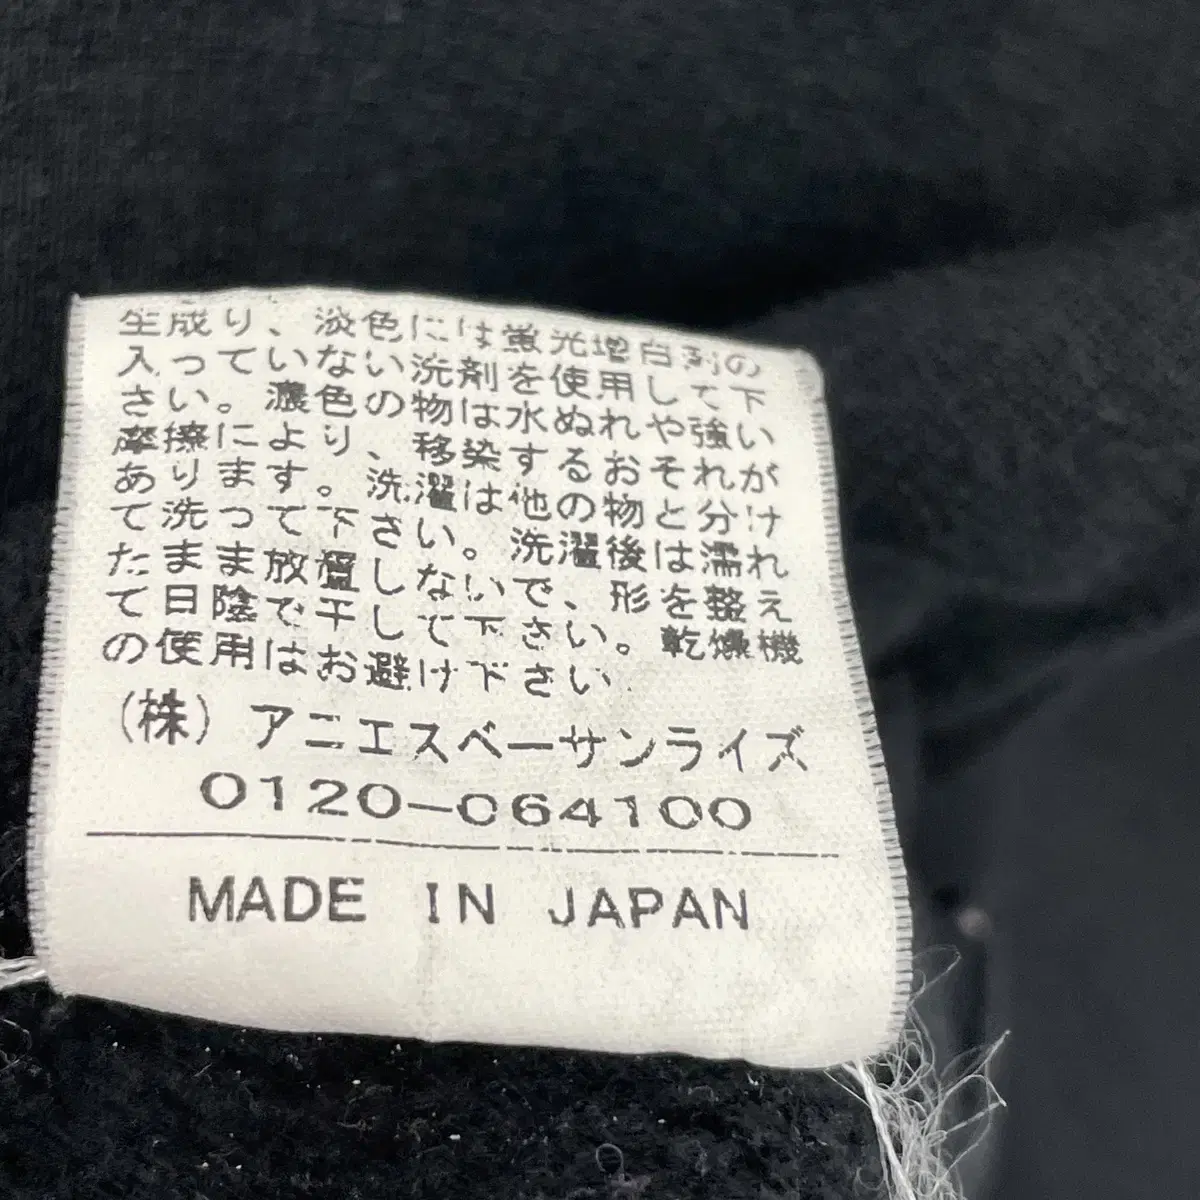 生成り、淡色には蛍光増白剤の
入っていない洗剤を使用して下
さい。濃色の物は水ぬれや強い
摩擦により、移染するおそれが
あります。洗濯は他の物と分け
て洗って下さい。洗濯後は濡れ
たまま放置しないで、形を整え
て日陰で干して下さい。乾燥機
の使用はお避け下さい.
(株)アニエスベーサンライズ
0120-064100
MADE IN JAPAN